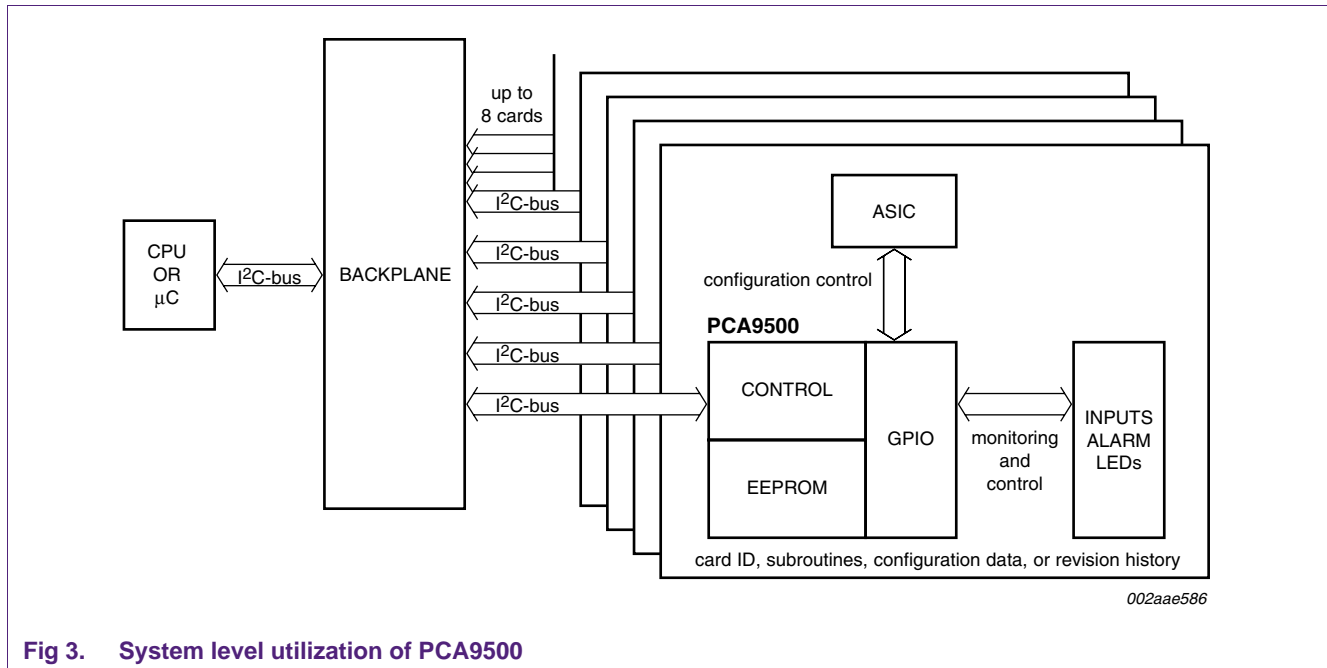 up to
8 cards
I²C-bus
I²C-bus
I²C-bus
I²C-bus
I²C-bus
I²C-bus
CPU
OR
μC
BACKPLANE
ASIC
configuration control
PCA9500
CONTROL
EEPROM
GPIO
monitoring
and
control
INPUTS
ALARM
LEDs
card ID, subroutines, configuration data, or revision history
002aae586
Fig 3. System level utilization of PCA9500